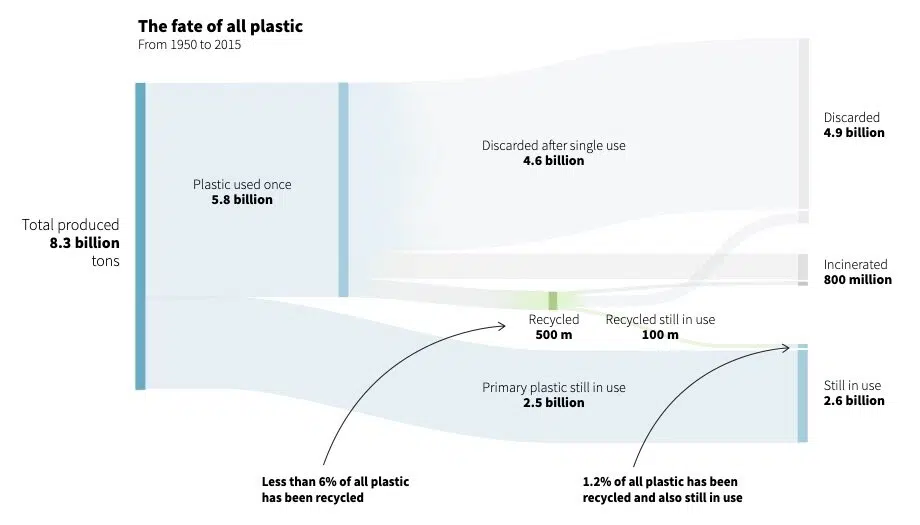 The fate of all plastic
From 1950 to 2015
Total produced
8.3 billion
tons
Plastic used once
5.8 billion
Discarded after single use
4.6 billion
Discarded
4.9 billion
Incinerated
800 million
Recycled
500 m
Recycled still in use
100 m
Primary plastic still in use
2.5 billion
Still in use
2.6 billion
Less than 6% of all plastic
has been recycled
1.2% of all plastic has been
recycled and also still in use